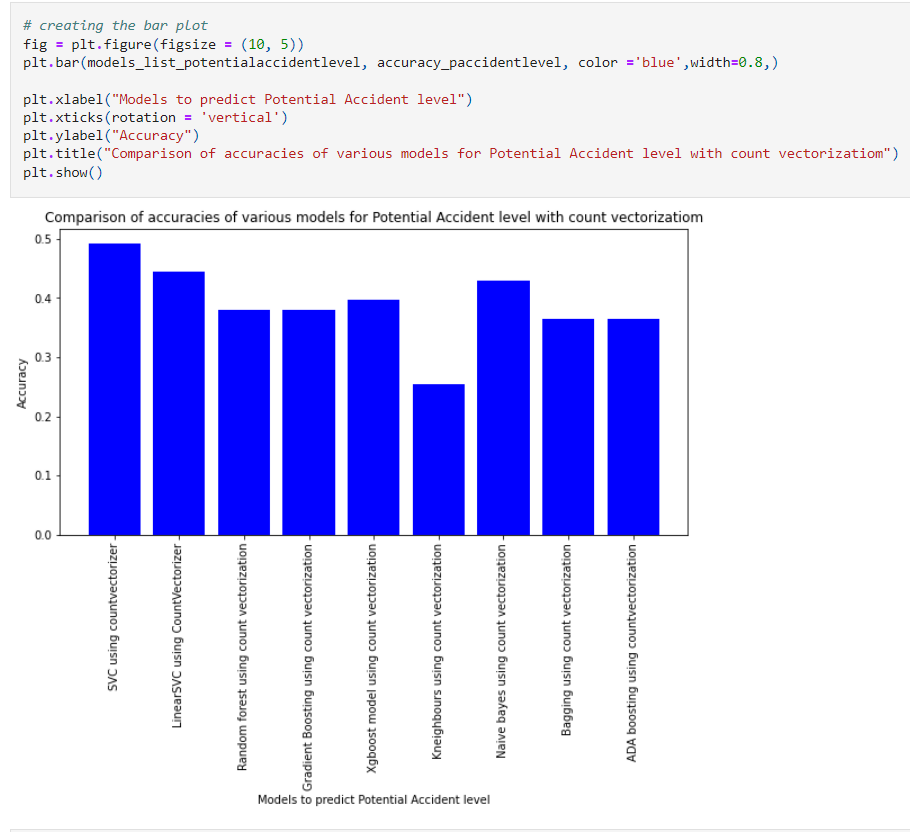 # creating the bar plot
fig = plt.figure(figsize = (10, 5))
plt.bar(models_list_potentialaccidentlevel, accuracy_paccidentlevel, color ='blue',width=0.8,)
plt.xlabel("Models to predict Potential Accident level")
plt.xticks(rotation = 'vertical')
plt.ylabel("Accuracy")
plt.title("Comparison of accuracies of various models for Potential Accident level with count vectorizatiom")
plt.show()
Comparison of accuracies of various models for Potential Accident level with count vectorizatiom
0.5
0.4
0.3
0.2
0.1
0.0
Accuracy
SVC using countvectorizer
LinearSVC using CountVectorizer
Random forest using count vectorization
Gradient Boosting using count vectorization
Xgboost model using count vectorization
Kneighbours using count vectorization
Naive bayes using count vectorization
Bagging using count vectorization
ADA boosting using countvectorization
Models to predict Potential Accident level